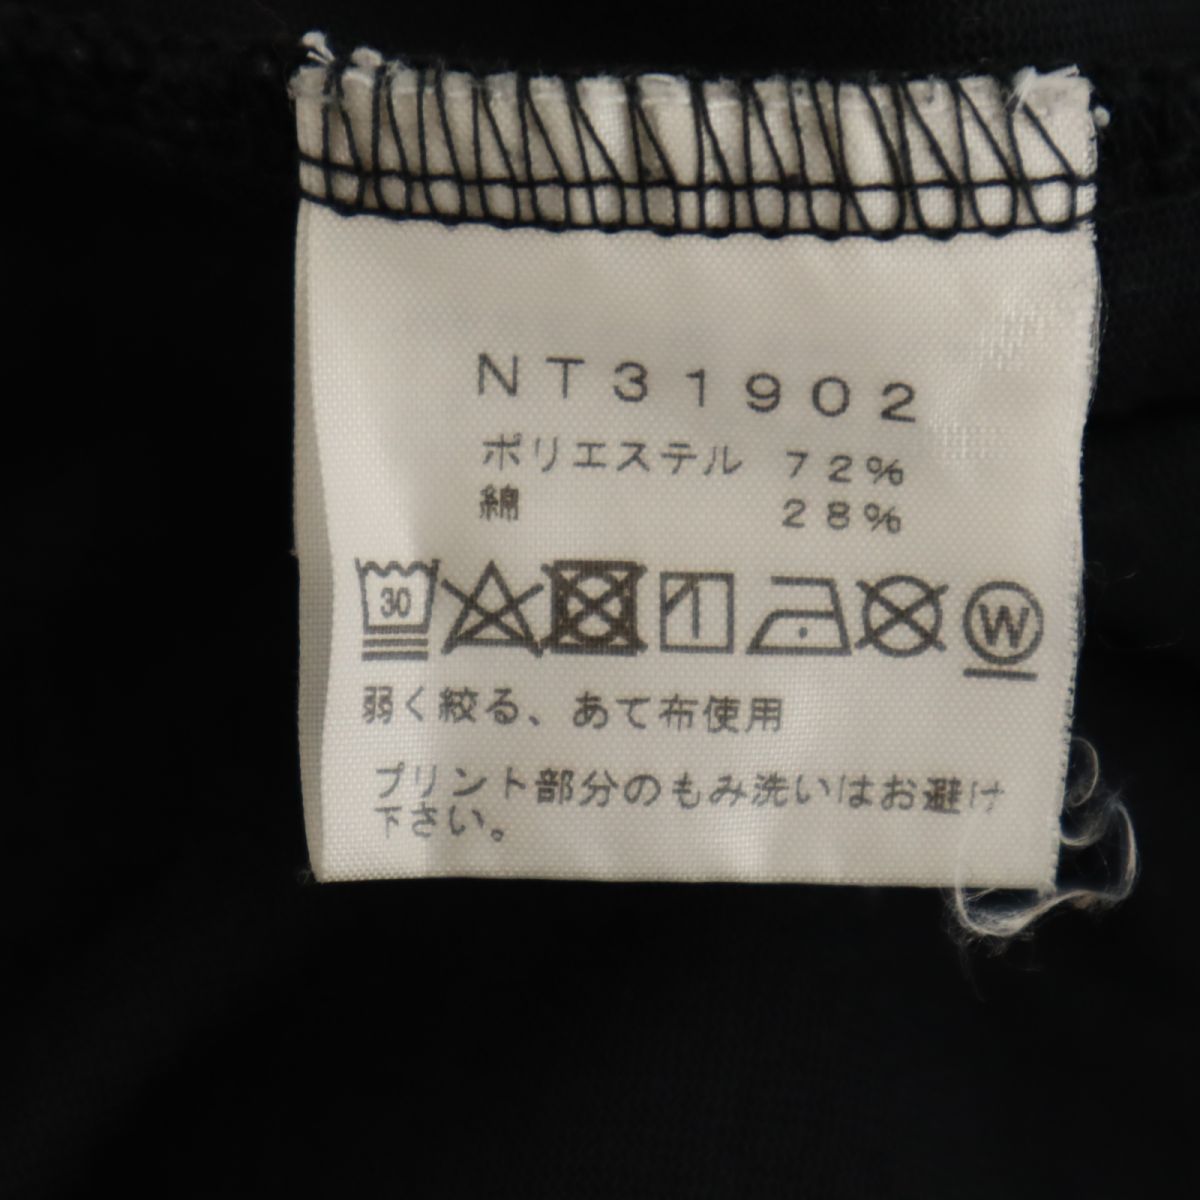 NT31902
ポリエステル 72%
綿 28%
30 W
弱く絞る、あて布使用
プリント部分のもみ洗いはお避け
下さい。